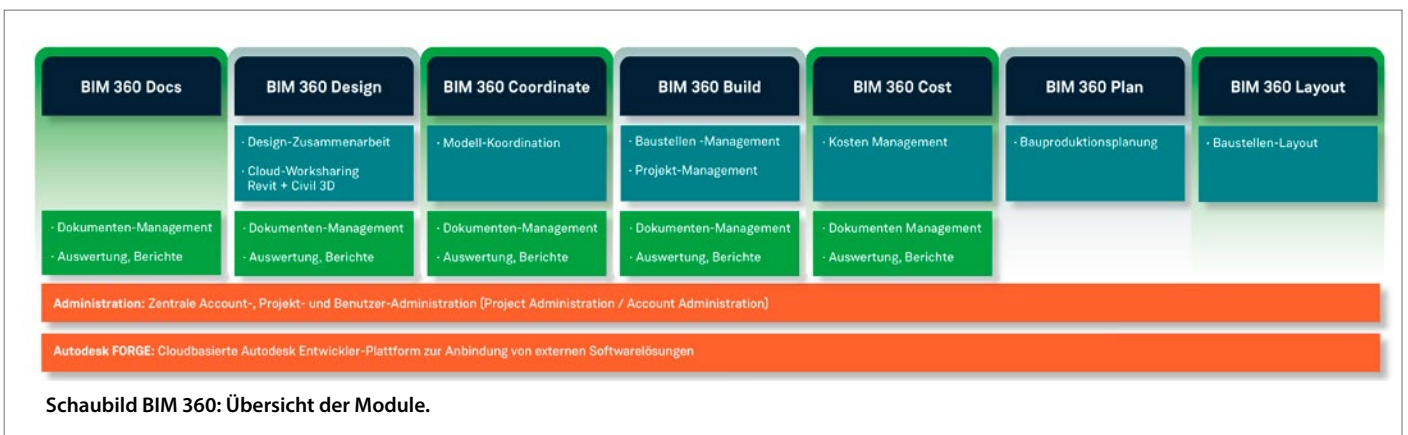 BIM 360 Docs
BIM 360 Design
BIM 360 Coordinate
BIM 360 Build
BIM 360 Cost
BIM 360 Plan
BIM 360 Layout
· Design-Zusammenarbeit
· Cloud-Worksharing
Revit + Civil 3D
· Modell-Koordination
· Baustellen -Management
· Projekt-Management
· Kosten Management
· Bauproduktionsplanung
· Baustellen-Layout
· Dokumenten-Management
· Auswertung, Berichte
· Dokumenten-Management
· Auswertung, Berichte
· Dokumenten-Management
· Auswertung, Berichte
· Dokumenten-Management
· Auswertung, Berichte
· Dokumenten Management
· Auswertung, Berichte
Administration: Zentrale Account-, Projekt- und Benutzer-Administration (Project Administration / Account Administration)
Autodesk FORGE: Cloudbasierte Autodesk Entwickler-Plattform zur Anbindung von externen Softwarelösungen
Schaubild BIM 360: Übersicht der Module.